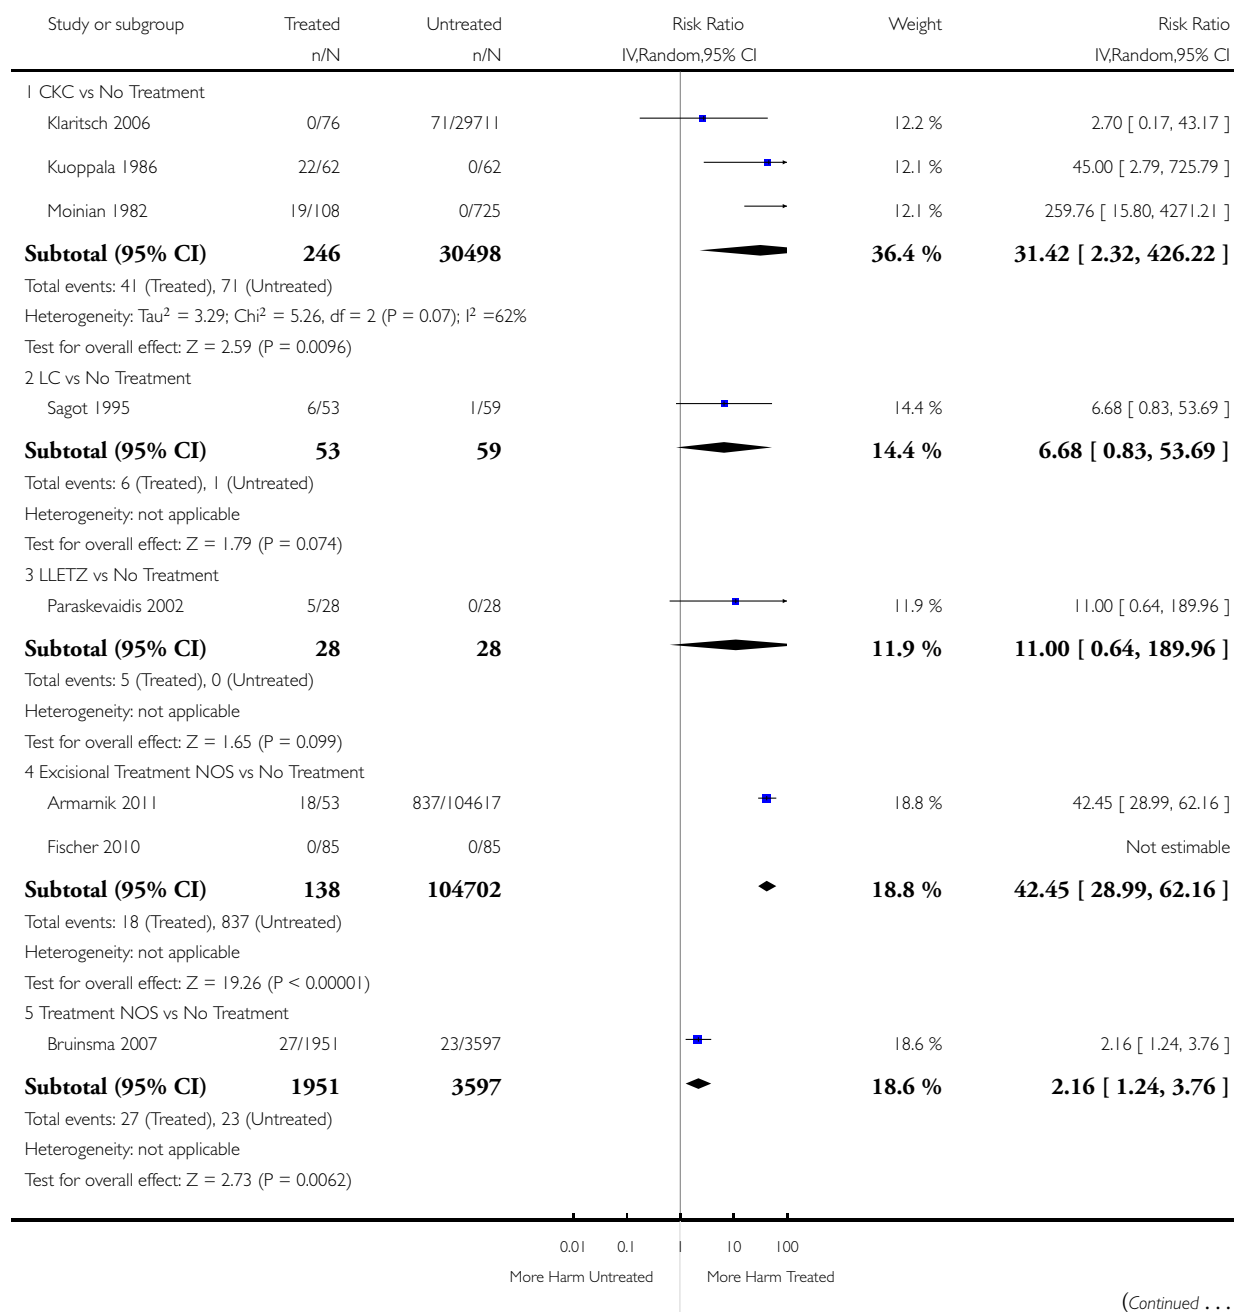 Study or subgroup Treated Untreated Risk Ratio Weight Risk Ratio
n/N n/N IV,Random,95% CI IV,Random,95% CI
1 CKC vs No Treatment
Klaritsch 2006 0/76 71/29711 12.2 % 2.70 [ 0.17, 43.17 ]
Kuoppala 1986 22/62 0/62 12.1 % 45.00 [ 2.79, 725.79 ]
Moinian 1982 19/108 0/725 12.1 % 259.76 [ 15.80, 4271.21 ]
Subtotal (95% CI) 246 30498 36.4 % 31.42 [ 2.32, 426.22 ]
Total events: 41 (Treated), 71 (Untreated)
Heterogeneity: Tau² = 3.29; Chi² = 5.26, df = 2 (P = 0.07); I² =62%
Test for overall effect: Z = 2.59 (P = 0.0096)
2 LC vs No Treatment
Sagot 1995 6/53 1/59 14.4 % 6.68 [ 0.83, 53.69 ]
Subtotal (95% CI) 53 59 14.4 % 6.68 [ 0.83, 53.69 ]
Total events: 6 (Treated), 1 (Untreated)
Heterogeneity: not applicable
Test for overall effect: Z = 1.79 (P = 0.074)
3 LLETZ vs No Treatment
Paraskevaidis 2002 5/28 0/28 11.9 % 11.00 [ 0.64, 189.96 ]
Subtotal (95% CI) 28 28 11.9 % 11.00 [ 0.64, 189.96 ]
Total events: 5 (Treated), 0 (Untreated)
Heterogeneity: not applicable
Test for overall effect: Z = 1.65 (P = 0.099)
4 Excisional Treatment NOS vs No Treatment
Armarnik 2011 18/53 837/104617 18.8 % 42.45 [ 28.99, 62.16 ]
Fischer 2010 0/85 0/85 Not estimable
Subtotal (95% CI) 138 104702 18.8 % 42.45 [ 28.99, 62.16 ]
Total events: 18 (Treated), 837 (Untreated)
Heterogeneity: not applicable
Test for overall effect: Z = 19.26 (P < 0.00001)
5 Treatment NOS vs No Treatment
Bruinsma 2007 27/1951 23/3597 18.6 % 2.16 [ 1.24, 3.76 ]
Subtotal (95% CI) 1951 3597 18.6 % 2.16 [ 1.24, 3.76 ]
Total events: 27 (Treated), 23 (Untreated)
Heterogeneity: not applicable
Test for overall effect: Z = 2.73 (P = 0.0062)
0.01 0.1 1 10 100
More Harm Untreated More Harm Treated
(Continued . . .